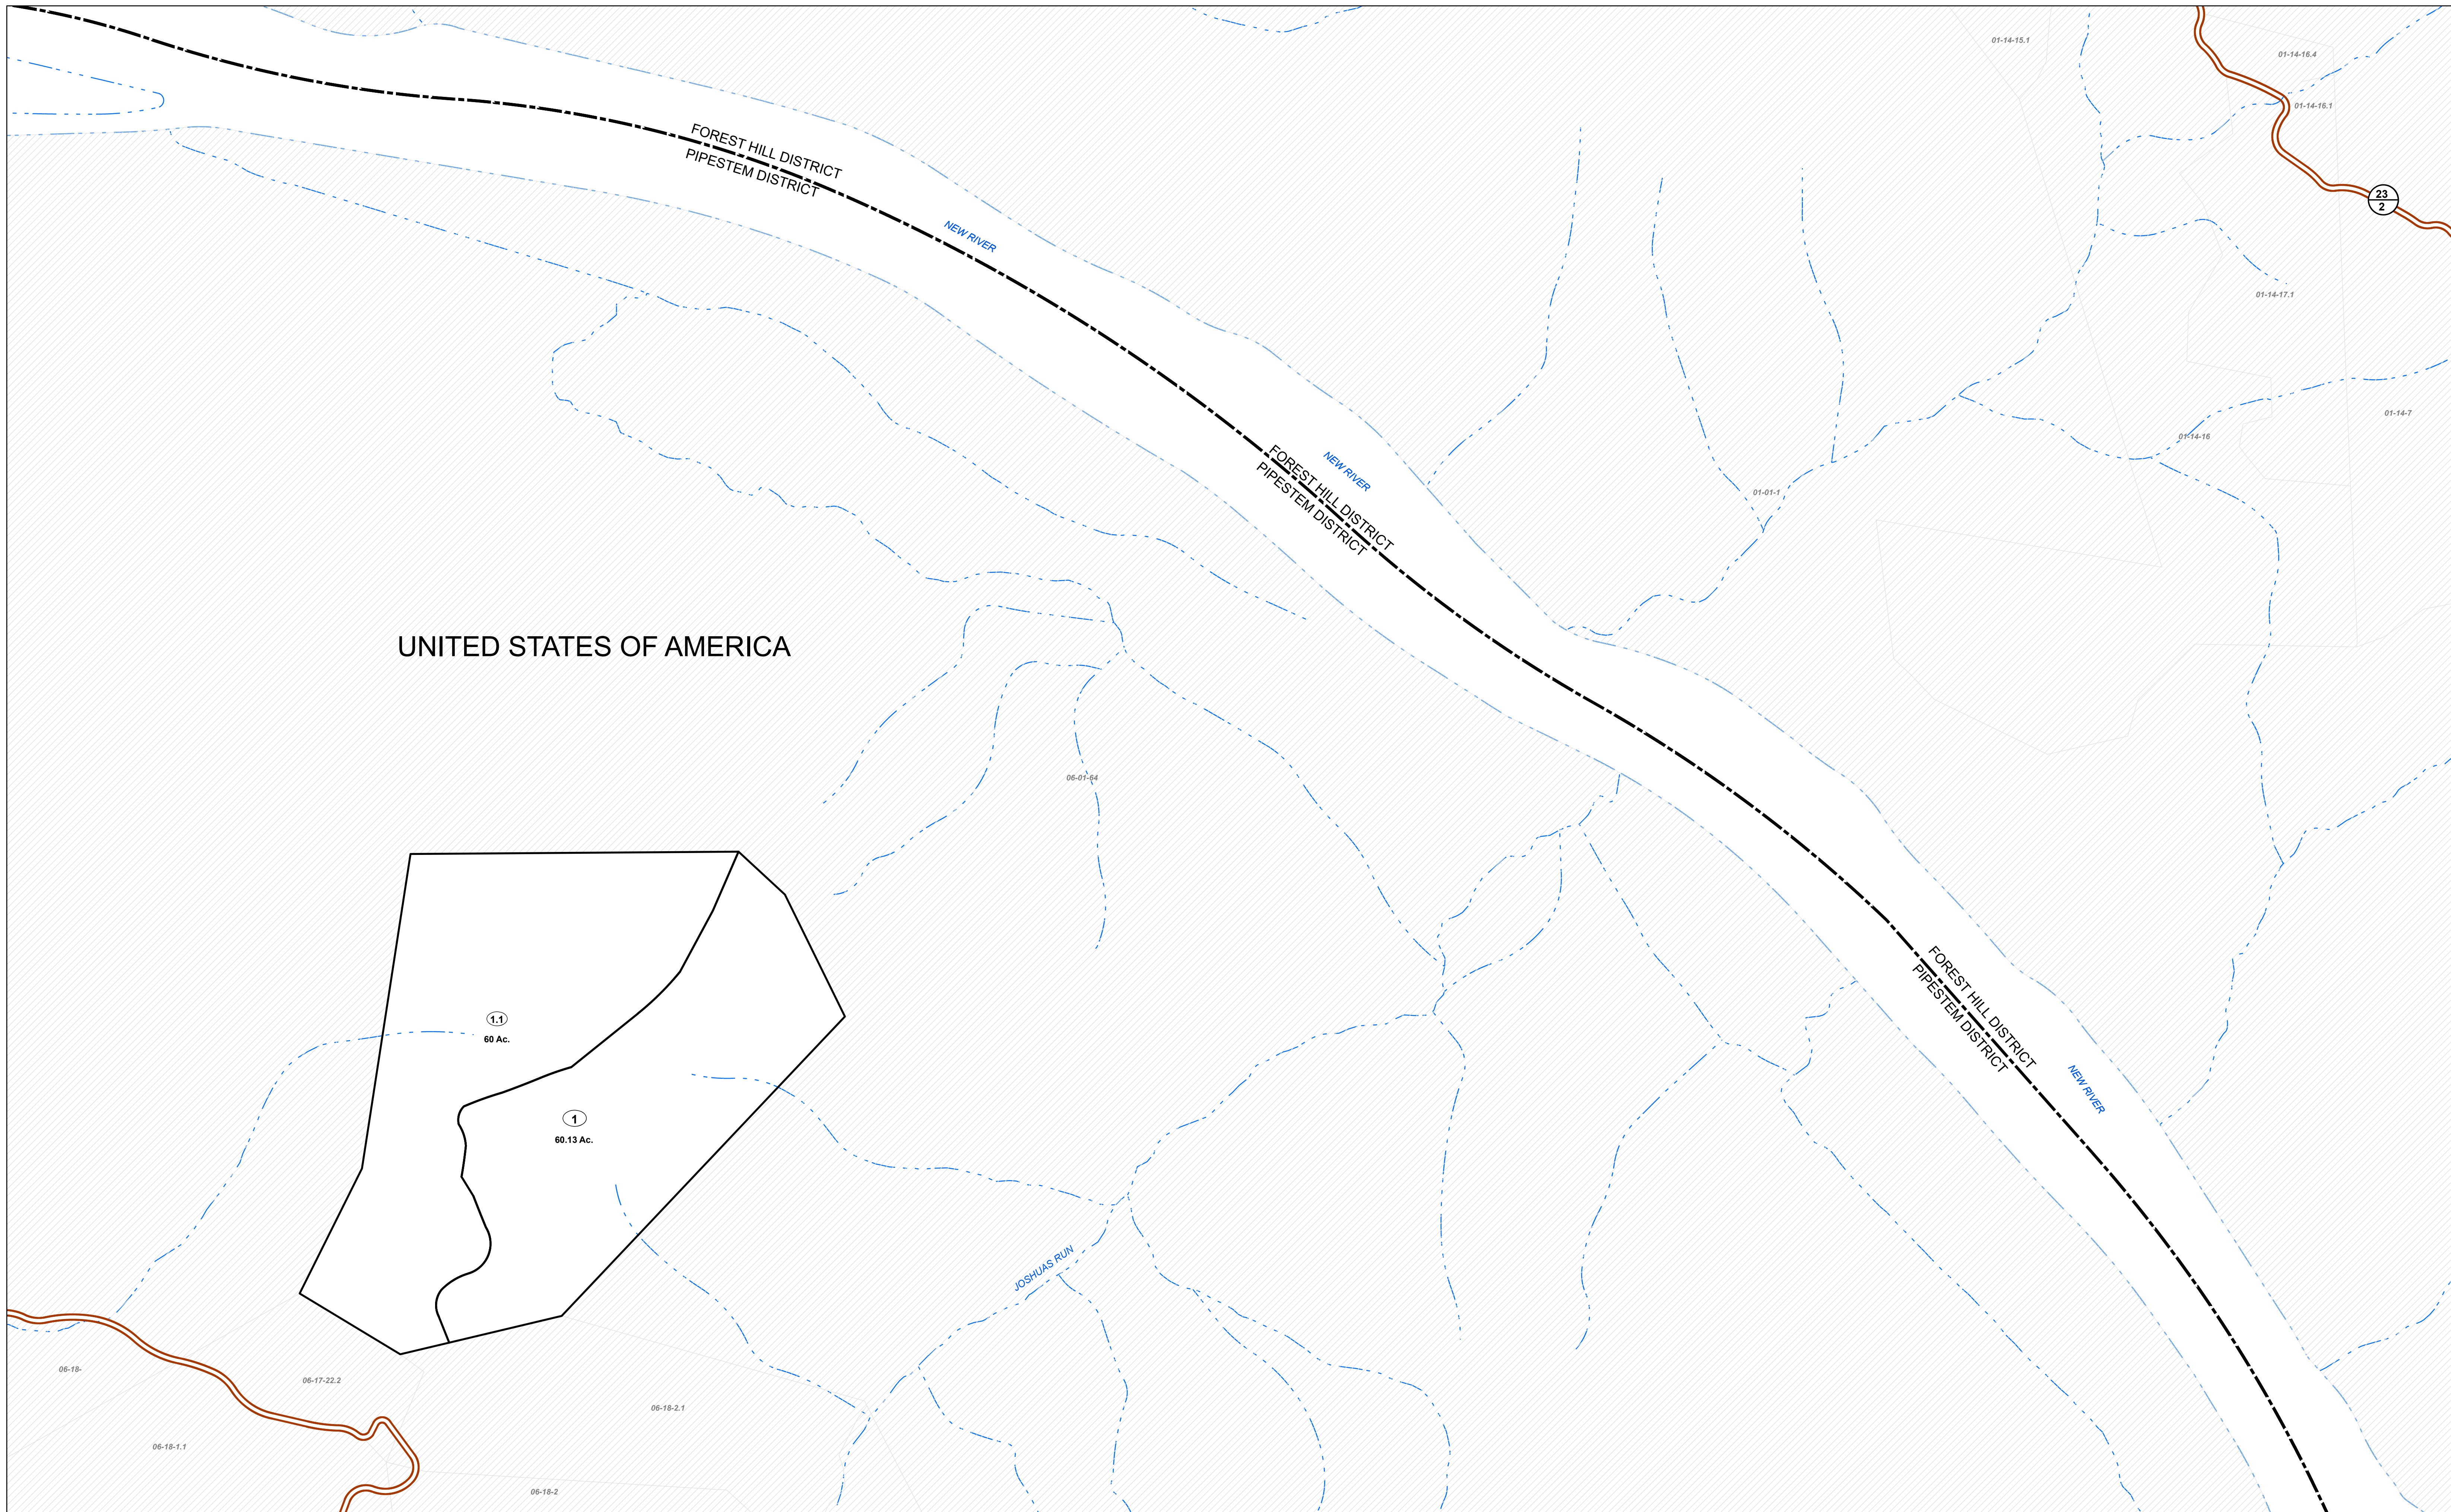 01-14-15.1
01-14-16.4
01-14-16.1
FOREST HILL DISTRICT
PIPESTEM DISTRICT
23
2
NEW RIVER
01-14-17.1
01-14-7
01-14-16
FOREST HILL DISTRICT
PIPESTEM DISTRICT
NEW RIVER
01-01-1
UNITED STATES OF AMERICA
06-01-64
FOREST HILL DISTRICT
PIPESTEM DISTRICT
NEW RIVER
1.1
60 Ac.
1
60.13 Ac.
JOSHUAS RUN
06-18-
06-17-22.2
06-18-2.1
06-18-1.1
06-18-2